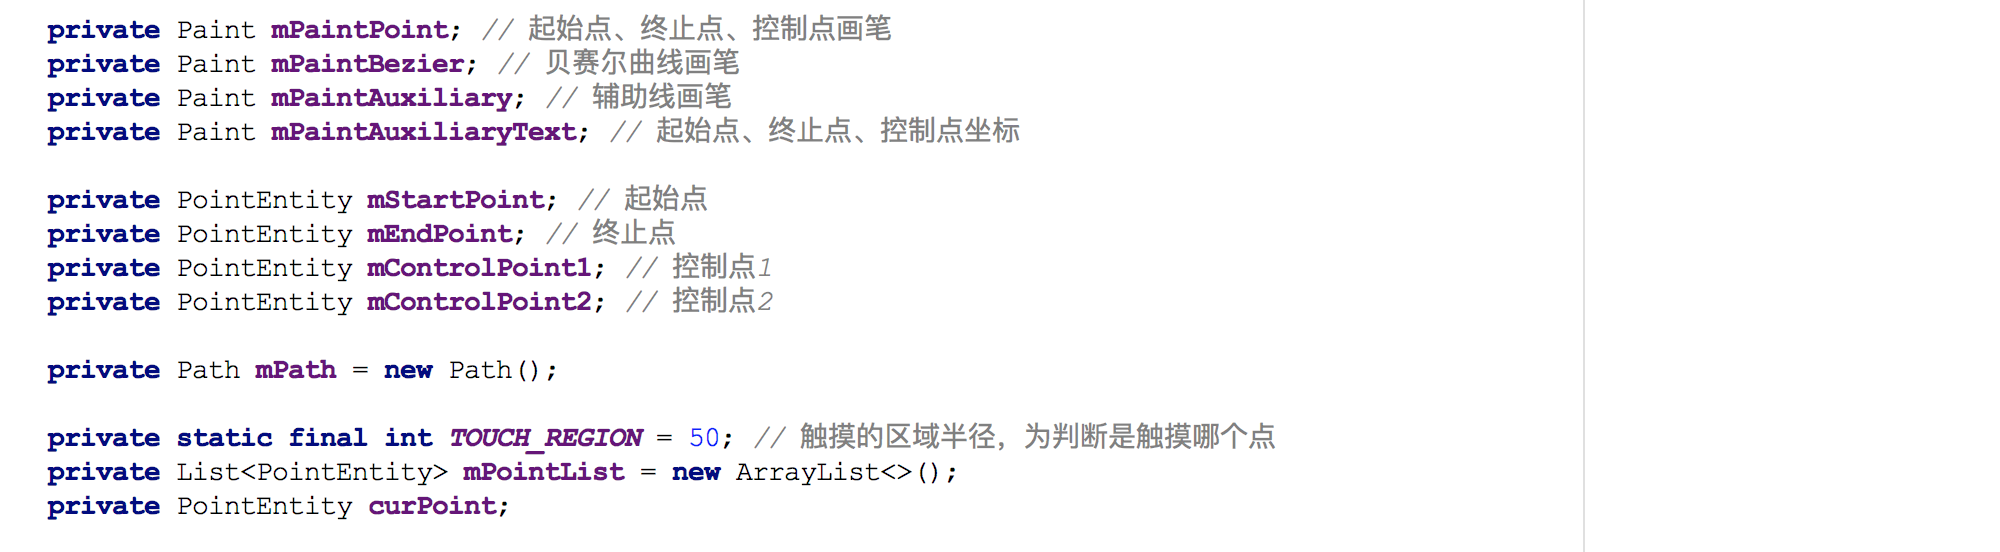 private Paint mPaintPoint; // 起始点、终止点、控制点画笔
private Paint mPaintBezier; // 贝赛尔曲线画笔
private Paint mPaintAuxiliary; // 辅助线画笔
private Paint mPaintAuxiliaryText; // 起始点、终止点、控制点坐标
private PointEntity mStartPoint; // 起始点
private PointEntity mEndPoint; // 终止点
private PointEntity mControlPoint1; // 控制点1
private PointEntity mControlPoint2; // 控制点2
private Path mPath = new Path();
private static final int TOUCH_REGION = 50; // 触摸的区域半径，为判断是触摸哪个点
private List<PointEntity> mPointList = new ArrayList<>();
private PointEntity curPoint;